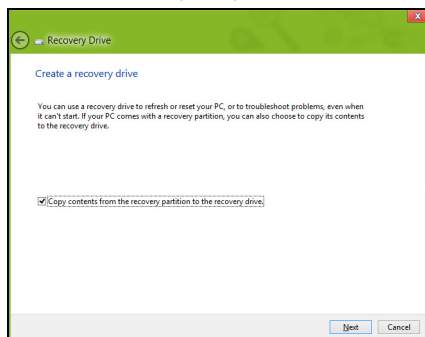 x
Recovery Drive
Create a recovery drive
You can use a recovery drive to refresh or reset your PC, or to troubleshoot problems, even when
it can't start. If your PC comes with a recovery partition, you can also choose to copy its contents
to the recovery drive.
Copy contents from the recovery partition to the recovery drive.
Next Cancel